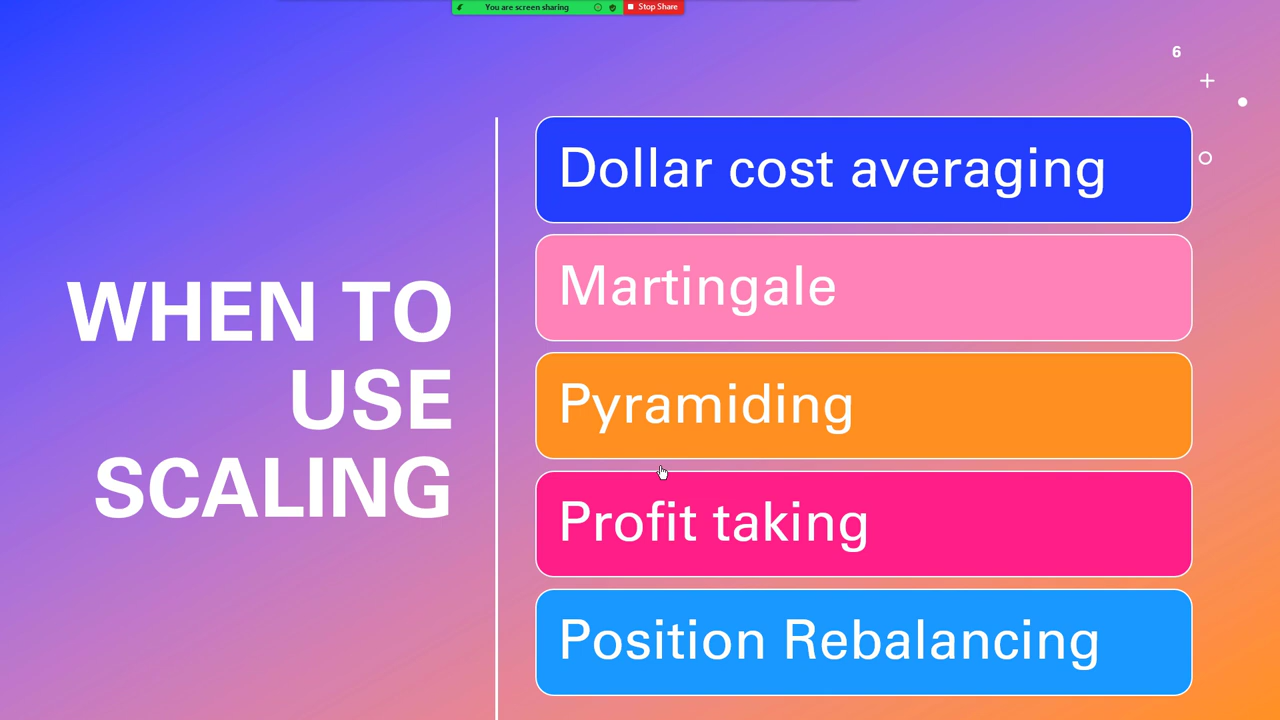 You are screen sharing
Stop Share
6
WHEN TO
USE
SCALING
Dollar cost averaging
Martingale
Pyramiding
Profit taking
Position Rebalancing